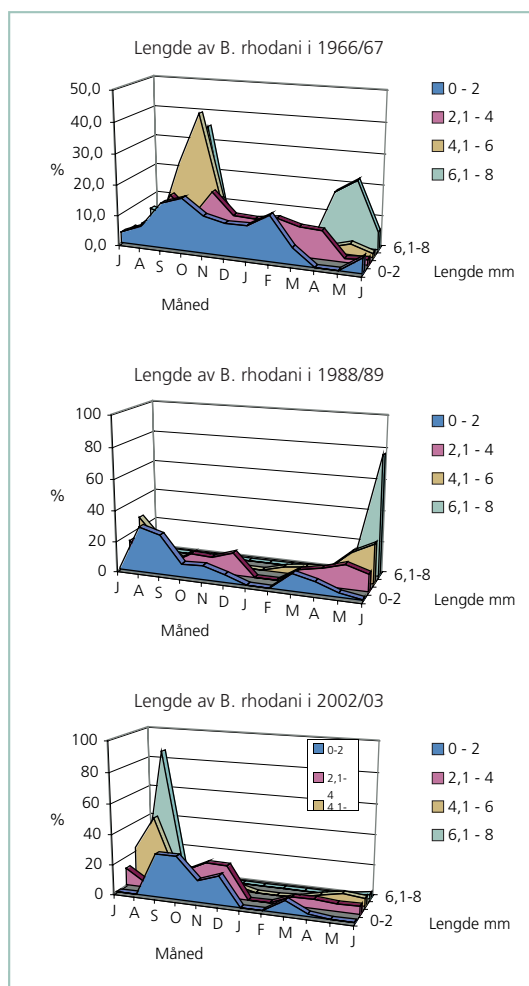 Lengde av B. rhodani i 1966/67
50,0
40,0
30,0
20,0
10,0
0,0
%
J A S O N D J F M A M J
Måned
6,1-8
0-2
Lengde mm
0 - 2
2,1 - 4
4,1 - 6
6,1 - 8
Lengde av B. rhodani i 1988/89
100
80
60
40
20
0
%
J A S O N D J F M A M J
Måned
6,1-8
0-2
Lengde mm
0 - 2
2,1 - 4
4,1 - 6
6,1 - 8
Lengde av B. rhodani i 2002/03
100
80
60
40
20
0
%
J A S O N D J F M A M J
Måned
6,1-8
0-2
Lengde mm
0-2
2,1-
4
4,1-
0 - 2
2,1 - 4
4,1 - 6
6,1 - 8